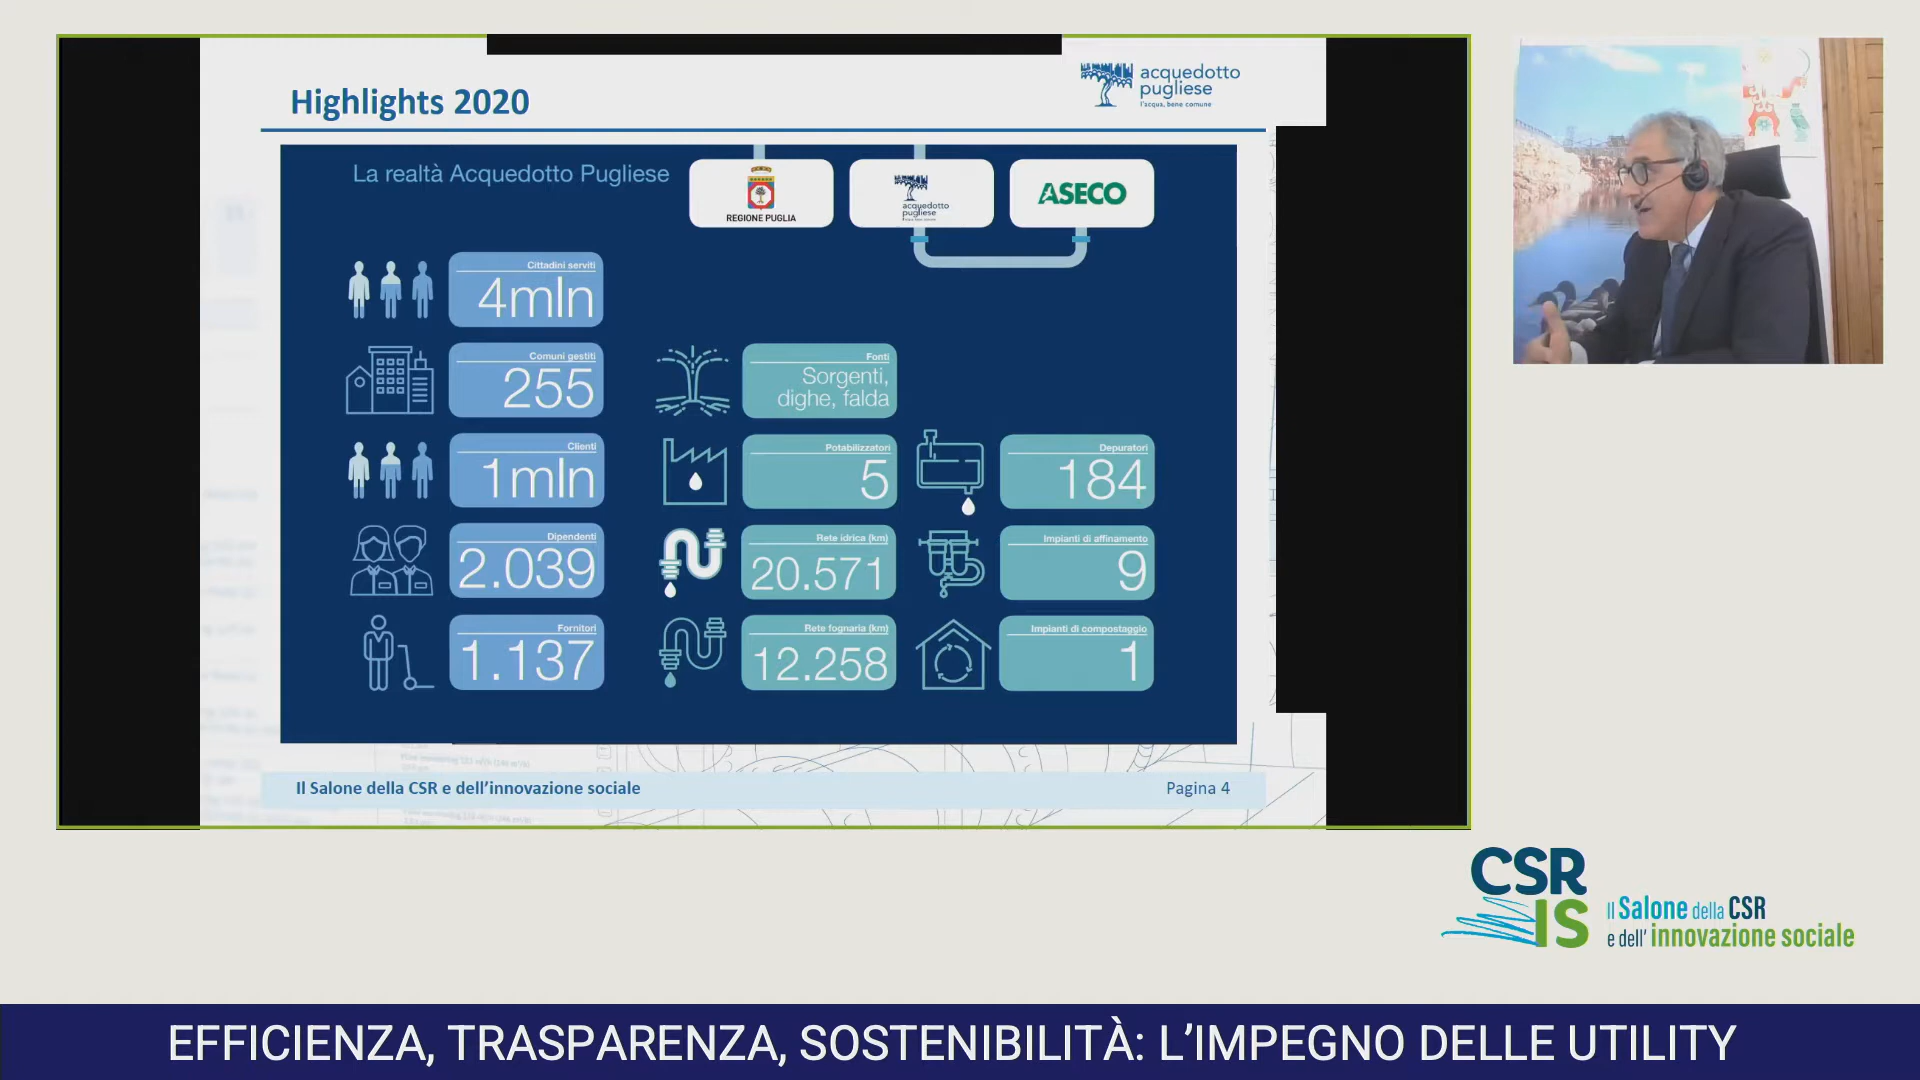 Highlights 2020
acquedotto
pugliese
l'acqua, bene comune
La realtà Acquedotto Pugliese
REGIONE PUGLIA
acquedotto
pugliese
ASECO
Cittadini serviti
4mln
Comuni gestiti
255
Clienti
1mln
Dipendenti
2.039
Fornitori
1.137
Fonti
Sorgenti,
dighe, falda
Potabilizzatori
5
Rete idrica (km)
20.571
Rete fognaria (km)
12.258
Depuratori
184
Impianti di affinamento
9
Impianti di compostaggio
1
Il Salone della CSR e dell'innovazione sociale
Pagina 4
CSR
IS
Il Salone della CSR
e dell' innovazione sociale
EFFICIENZA, TRASPARENZA, SOSTENIBILITÀ: L'IMPEGNO DELLE UTILITY